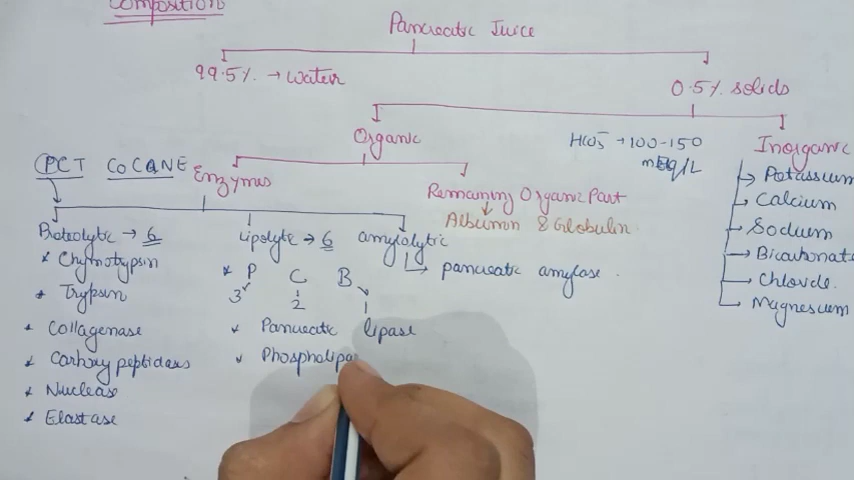 Composition
Pancreatic Juice
99.5% → Water
0.5% solids
Organic
HCO3 → 100-150
mEq/L
Inorganic
PCT CoCANE
Enzymes
Remaining Organic Part
Albumin & Globulin
Potassium
Calcium
Sodium
Bicarbonate
Chloride
Magnesium
Proteolytic → 6
* Chymotrypsin
* Trypsin
* Collagenase
* Carboxypeptidases
* Nuclease
* Elastase
Lipolytic → 6
* P C B
3 2 1
* Pancreatic lipase
* Phospholipa
amylolytic
→ pancreatic amylase.